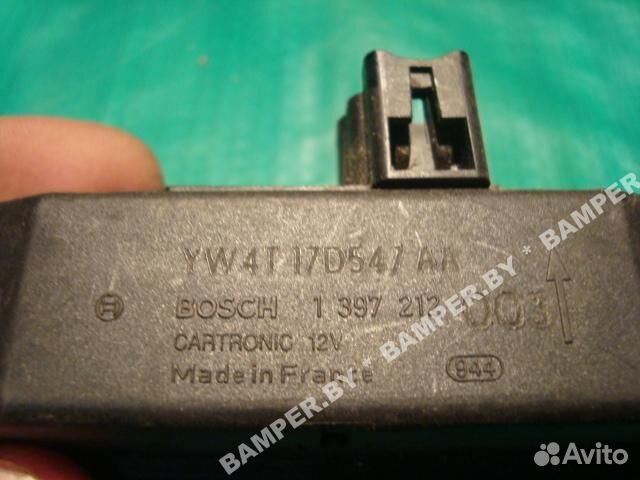 YW4T 17D547 AA
BOSCH 1 397 212 003
CARTRONIC 12V
Made in France
944
BAMPER.BY * BAMPER.BY * BAMPER.BY
Avito